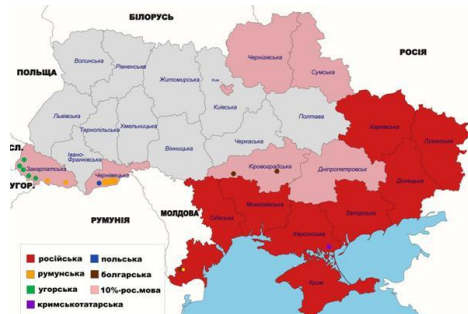 БІЛОРУСЬ
РОСІЯ
ПОЛЬЩА
СЛ.
УГОР.
РУМУНІЯ
МОЛДОВА
Волинська
Рівненська
Житомирська
Київ
Чернігівська
Сумська
Львівська
Тернопільська
Хмельницька
Київська
Полтава
Харківська
Луганська
Івано-
Франківська
Закарпатська
Чернівецька
Вінницька
Черкаська
Кіровоградська
Дніпропетровськ
Донецька
Одеська
Миколаївська
Запорізька
Херсонська
Крим
російська
румунська
угорська
кримськотатарська
польська
болгарська
10%-рос.мова